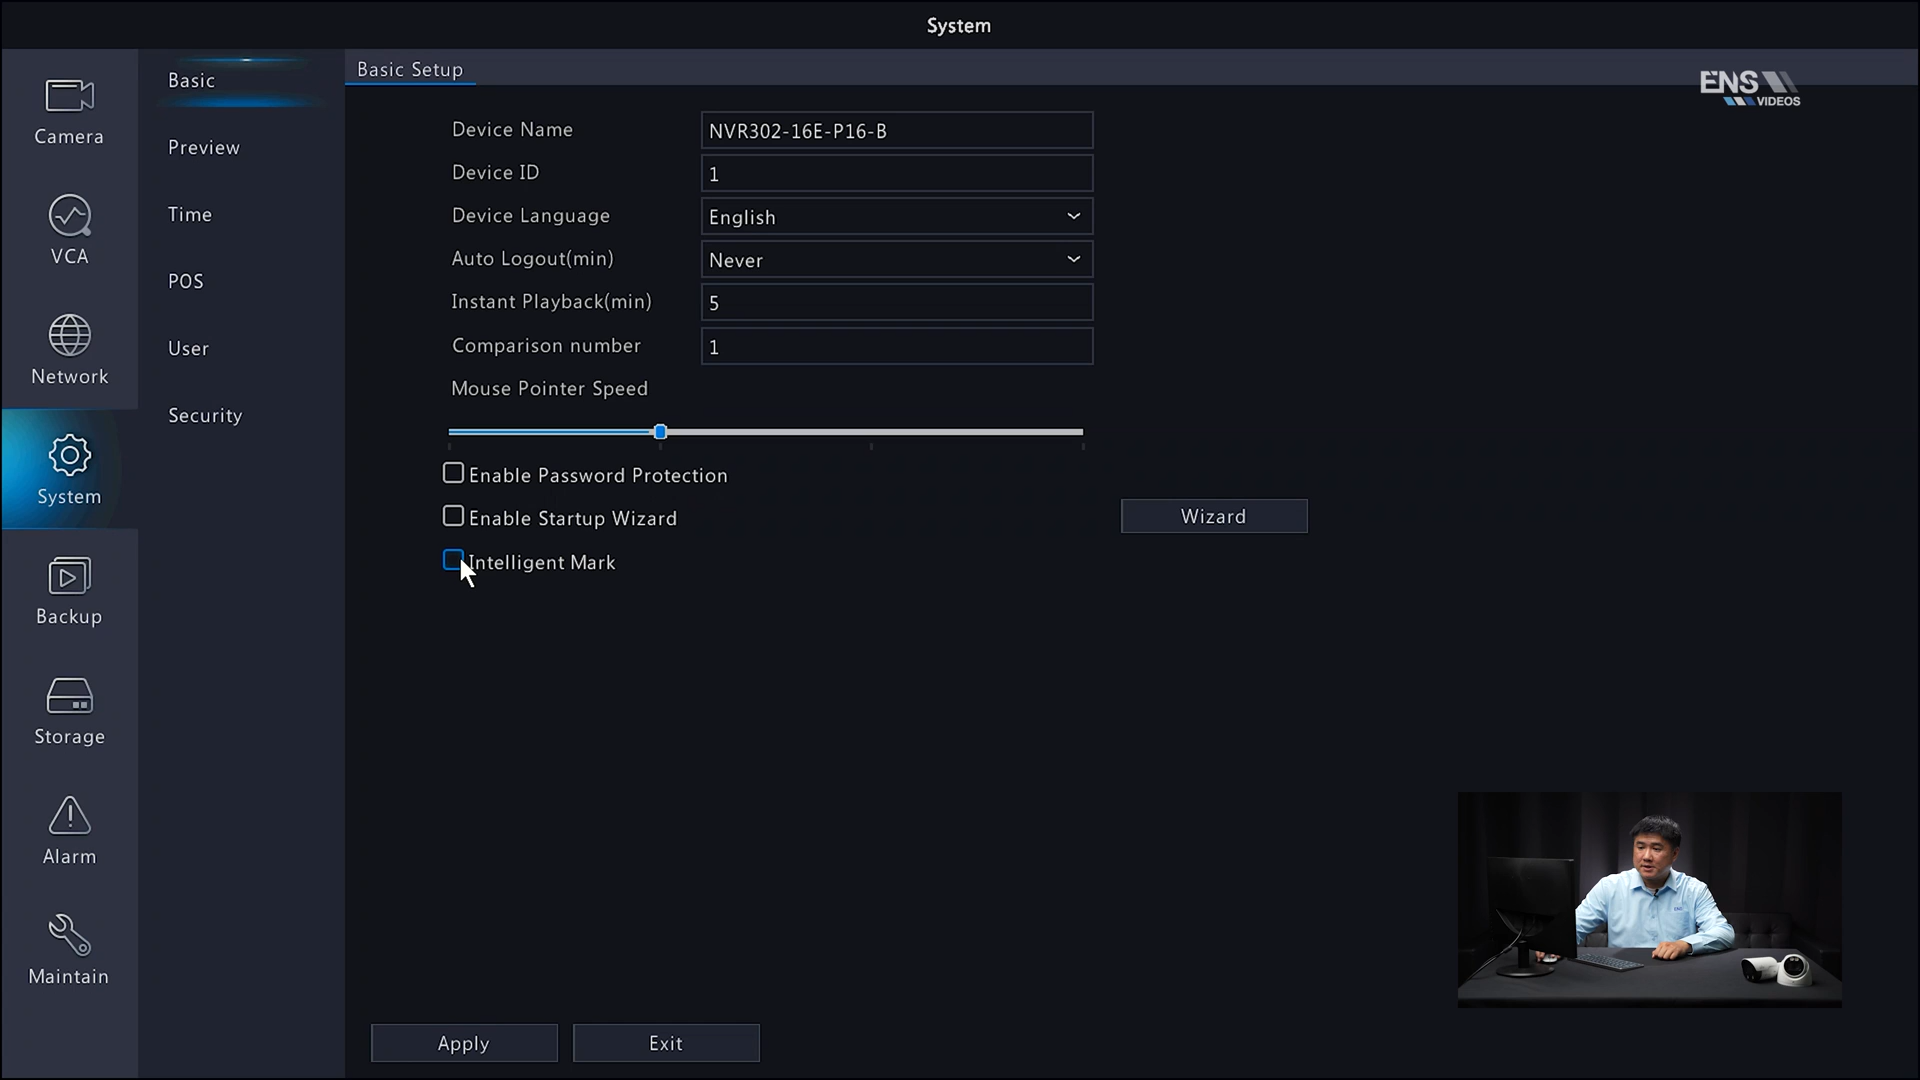 System
Camera
VCA
Network
System
Backup
Storage
Alarm
Maintain
Basic
Preview
Time
POS
User
Security
Basic Setup
ENS
VIDEOS
Device Name NVR302-16E-P16-B
Device ID 1
Device Language English
Auto Logout(min) Never
Instant Playback(min) 5
Comparison number 1
Mouse Pointer Speed
Enable Password Protection
Enable Startup Wizard Wizard
Intelligent Mark
Apply Exit